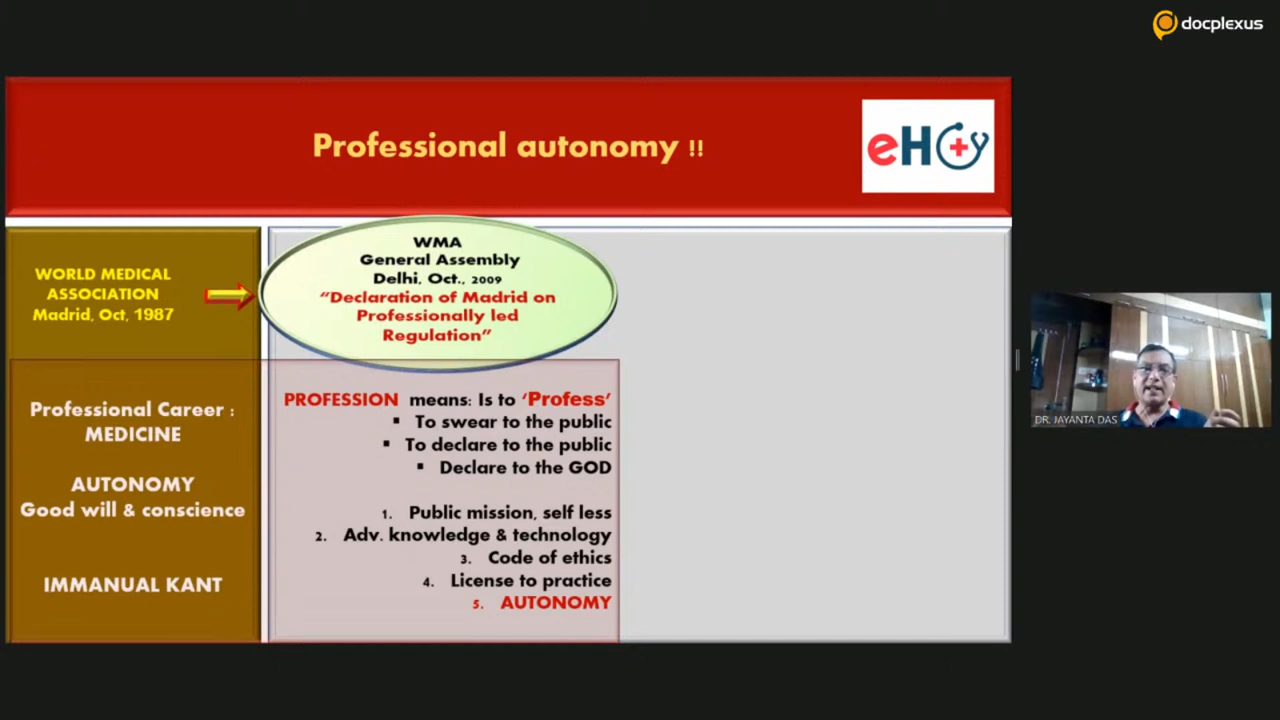 docplexus
Professional autonomy !!
eH
WORLD MEDICAL
ASSOCIATION
Madrid, Oct, 1987
WMA
General Assembly
Delhi, Oct., 2009
“Declaration of Madrid on
Professionally led
Regulation”
Professional Career :
MEDICINE
AUTONOMY
Good will & conscience
IMMANUAL KANT
PROFESSION means: Is to ‘Profess’
▪ To swear to the public
▪ To declare to the public
▪ Declare to the GOD
1. Public mission, self less
2. Adv. knowledge & technology
3. Code of ethics
4. License to practice
5. AUTONOMY
DR. JAYANTA DAS